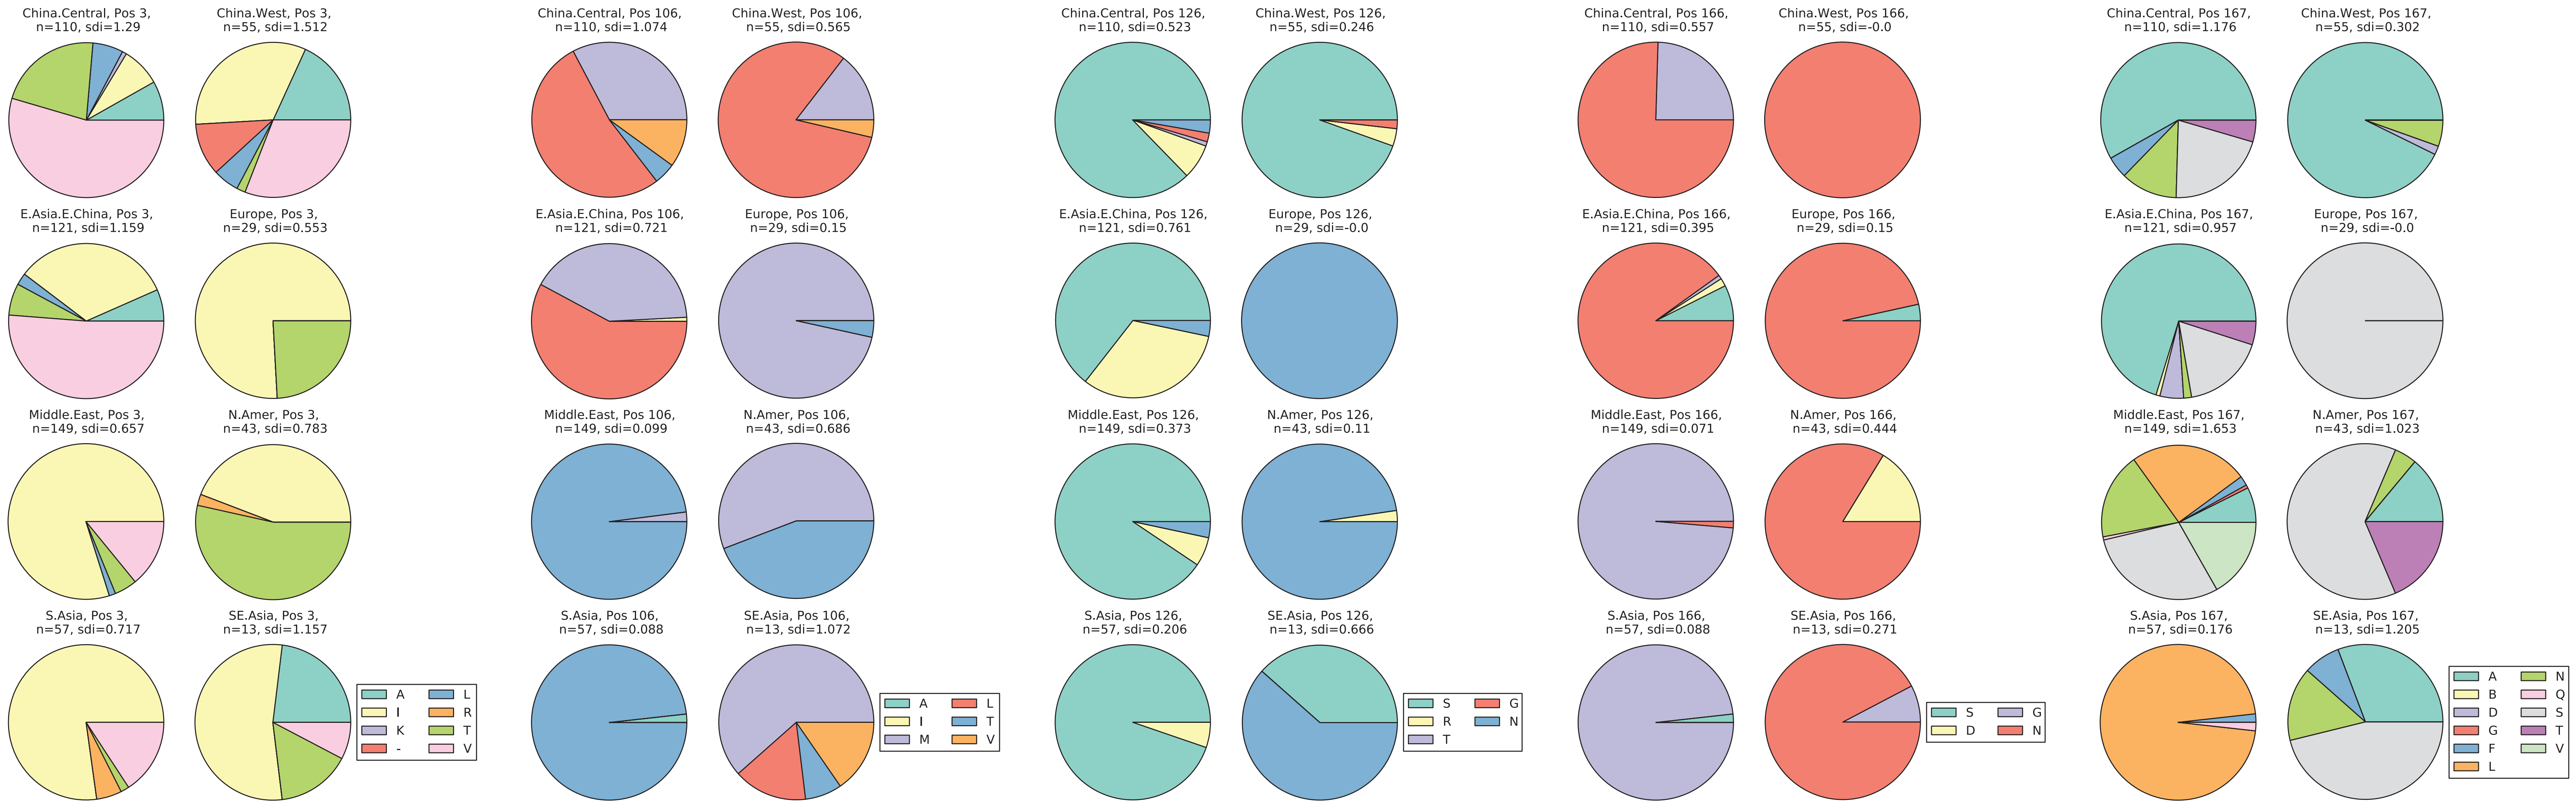 China.Central, Pos 3,
n=110, sdi=1.29
China.West, Pos 3,
n=55, sdi=1.512
China.Central, Pos 106,
n=110, sdi=1.074
China.West, Pos 106,
n=55, sdi=0.565
China.Central, Pos 126,
n=110, sdi=0.523
China.West, Pos 126,
n=55, sdi=0.246
China.Central, Pos 166,
n=110, sdi=0.557
China.West, Pos 166,
n=55, sdi=-0.0
China.Central, Pos 167,
n=110, sdi=1.176
China.West, Pos 167,
n=55, sdi=0.302
E.Asia.E.China, Pos 3,
n=121, sdi=1.159
Europe, Pos 3,
n=29, sdi=0.553
E.Asia.E.China, Pos 106,
n=121, sdi=0.721
Europe, Pos 106,
n=29, sdi=0.15
E.Asia.E.China, Pos 126,
n=121, sdi=0.761
Europe, Pos 126,
n=29, sdi=-0.0
E.Asia.E.China, Pos 166,
n=121, sdi=0.395
Europe, Pos 166,
n=29, sdi=0.15
E.Asia.E.China, Pos 167,
n=121, sdi=0.957
Europe, Pos 167,
n=29, sdi=-0.0
Middle.East, Pos 3,
n=149, sdi=0.657
N.Amer, Pos 3,
n=43, sdi=0.783
Middle.East, Pos 106,
n=149, sdi=0.099
N.Amer, Pos 106,
n=43, sdi=0.686
Middle.East, Pos 126,
n=149, sdi=0.373
N.Amer, Pos 126,
n=43, sdi=0.11
Middle.East, Pos 166,
n=149, sdi=0.071
N.Amer, Pos 166,
n=43, sdi=0.444
Middle.East, Pos 167,
n=149, sdi=1.653
N.Amer, Pos 167,
n=43, sdi=1.023
S.Asia, Pos 3,
n=57, sdi=0.717
SE.Asia, Pos 3,
n=13, sdi=1.157
A L
I R
K T
- V
S.Asia, Pos 106,
n=57, sdi=0.088
SE.Asia, Pos 106,
n=13, sdi=1.072
A L
I T
M V
S.Asia, Pos 126,
n=57, sdi=0.206
SE.Asia, Pos 126,
n=13, sdi=0.666
S G
R N
T
S.Asia, Pos 166,
n=57, sdi=0.088
SE.Asia, Pos 166,
n=13, sdi=0.271
S G
D N
S.Asia, Pos 167,
n=57, sdi=0.176
SE.Asia, Pos 167,
n=13, sdi=1.205
A N
B Q
D S
G T
F V
L